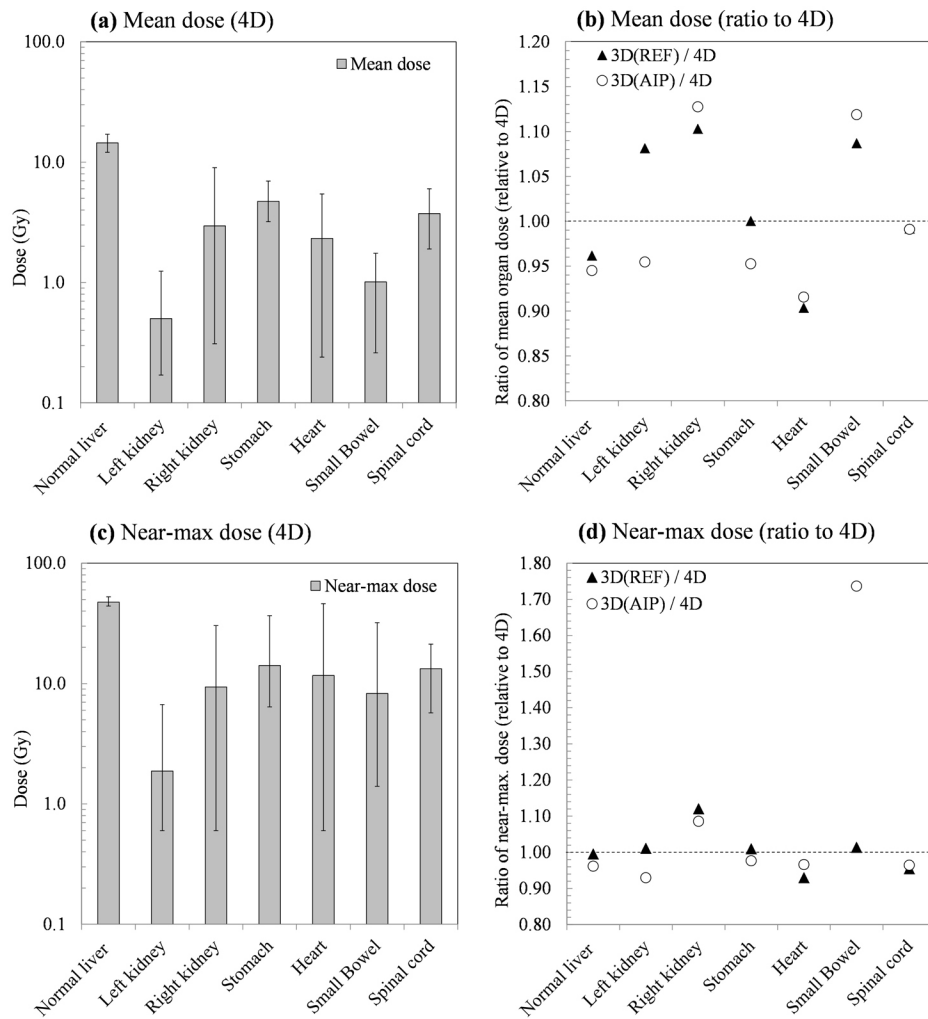 (a) Mean dose (4D)
100.0
10.0
1.0
0.1
Dose (Gy)
Mean dose
Normal liver
Left kidney
Right kidney
Stomach
Heart
Small Bowel
Spinal cord
(b) Mean dose (ratio to 4D)
1.20
1.15
1.10
1.05
1.00
0.95
0.90
0.85
0.80
Ratio of mean organ dose (relative to 4D)
3D(REF) / 4D
3D(AIP) / 4D
Normal liver
Left kidney
Right kidney
Stomach
Heart
Small Bowel
Spinal cord
(c) Near-max dose (4D)
100.0
10.0
1.0
0.1
Dose (Gy)
Near-max dose
Normal liver
Left kidney
Right kidney
Stomach
Heart
Small Bowel
Spinal cord
(d) Near-max dose (ratio to 4D)
1.80
1.70
1.60
1.50
1.40
1.30
1.20
1.10
1.00
0.90
0.80
Ratio of near-max. dose (relative to 4D)
3D(REF) / 4D
3D(AIP) / 4D
Normal liver
Left kidney
Right kidney
Stomach
Heart
Small Bowel
Spinal cord